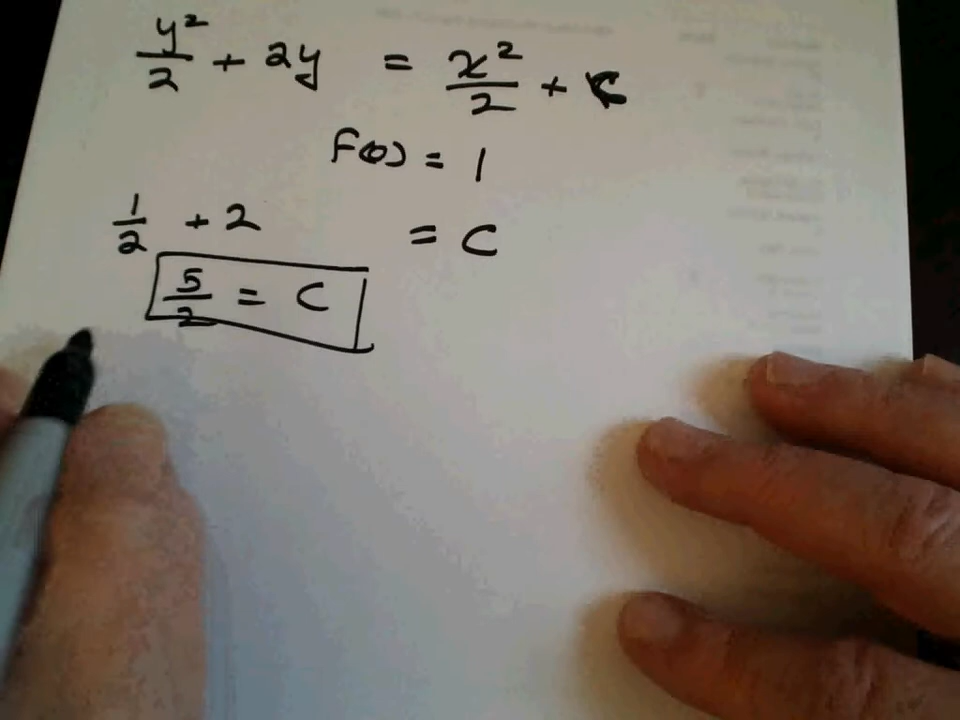 y²/2 + 2y = x²/2 + C
F(0) = 1
1/2 + 2 = C
5/2 = C